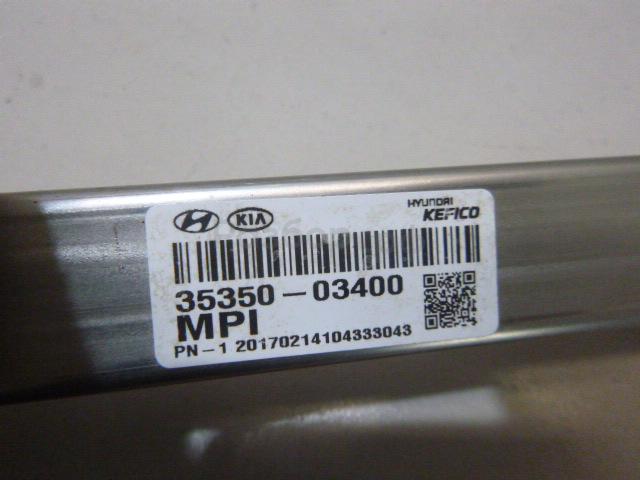 KIA
HYUNDAI
KEFICO
35350-03400
MPI
PN-1 20170214104333043